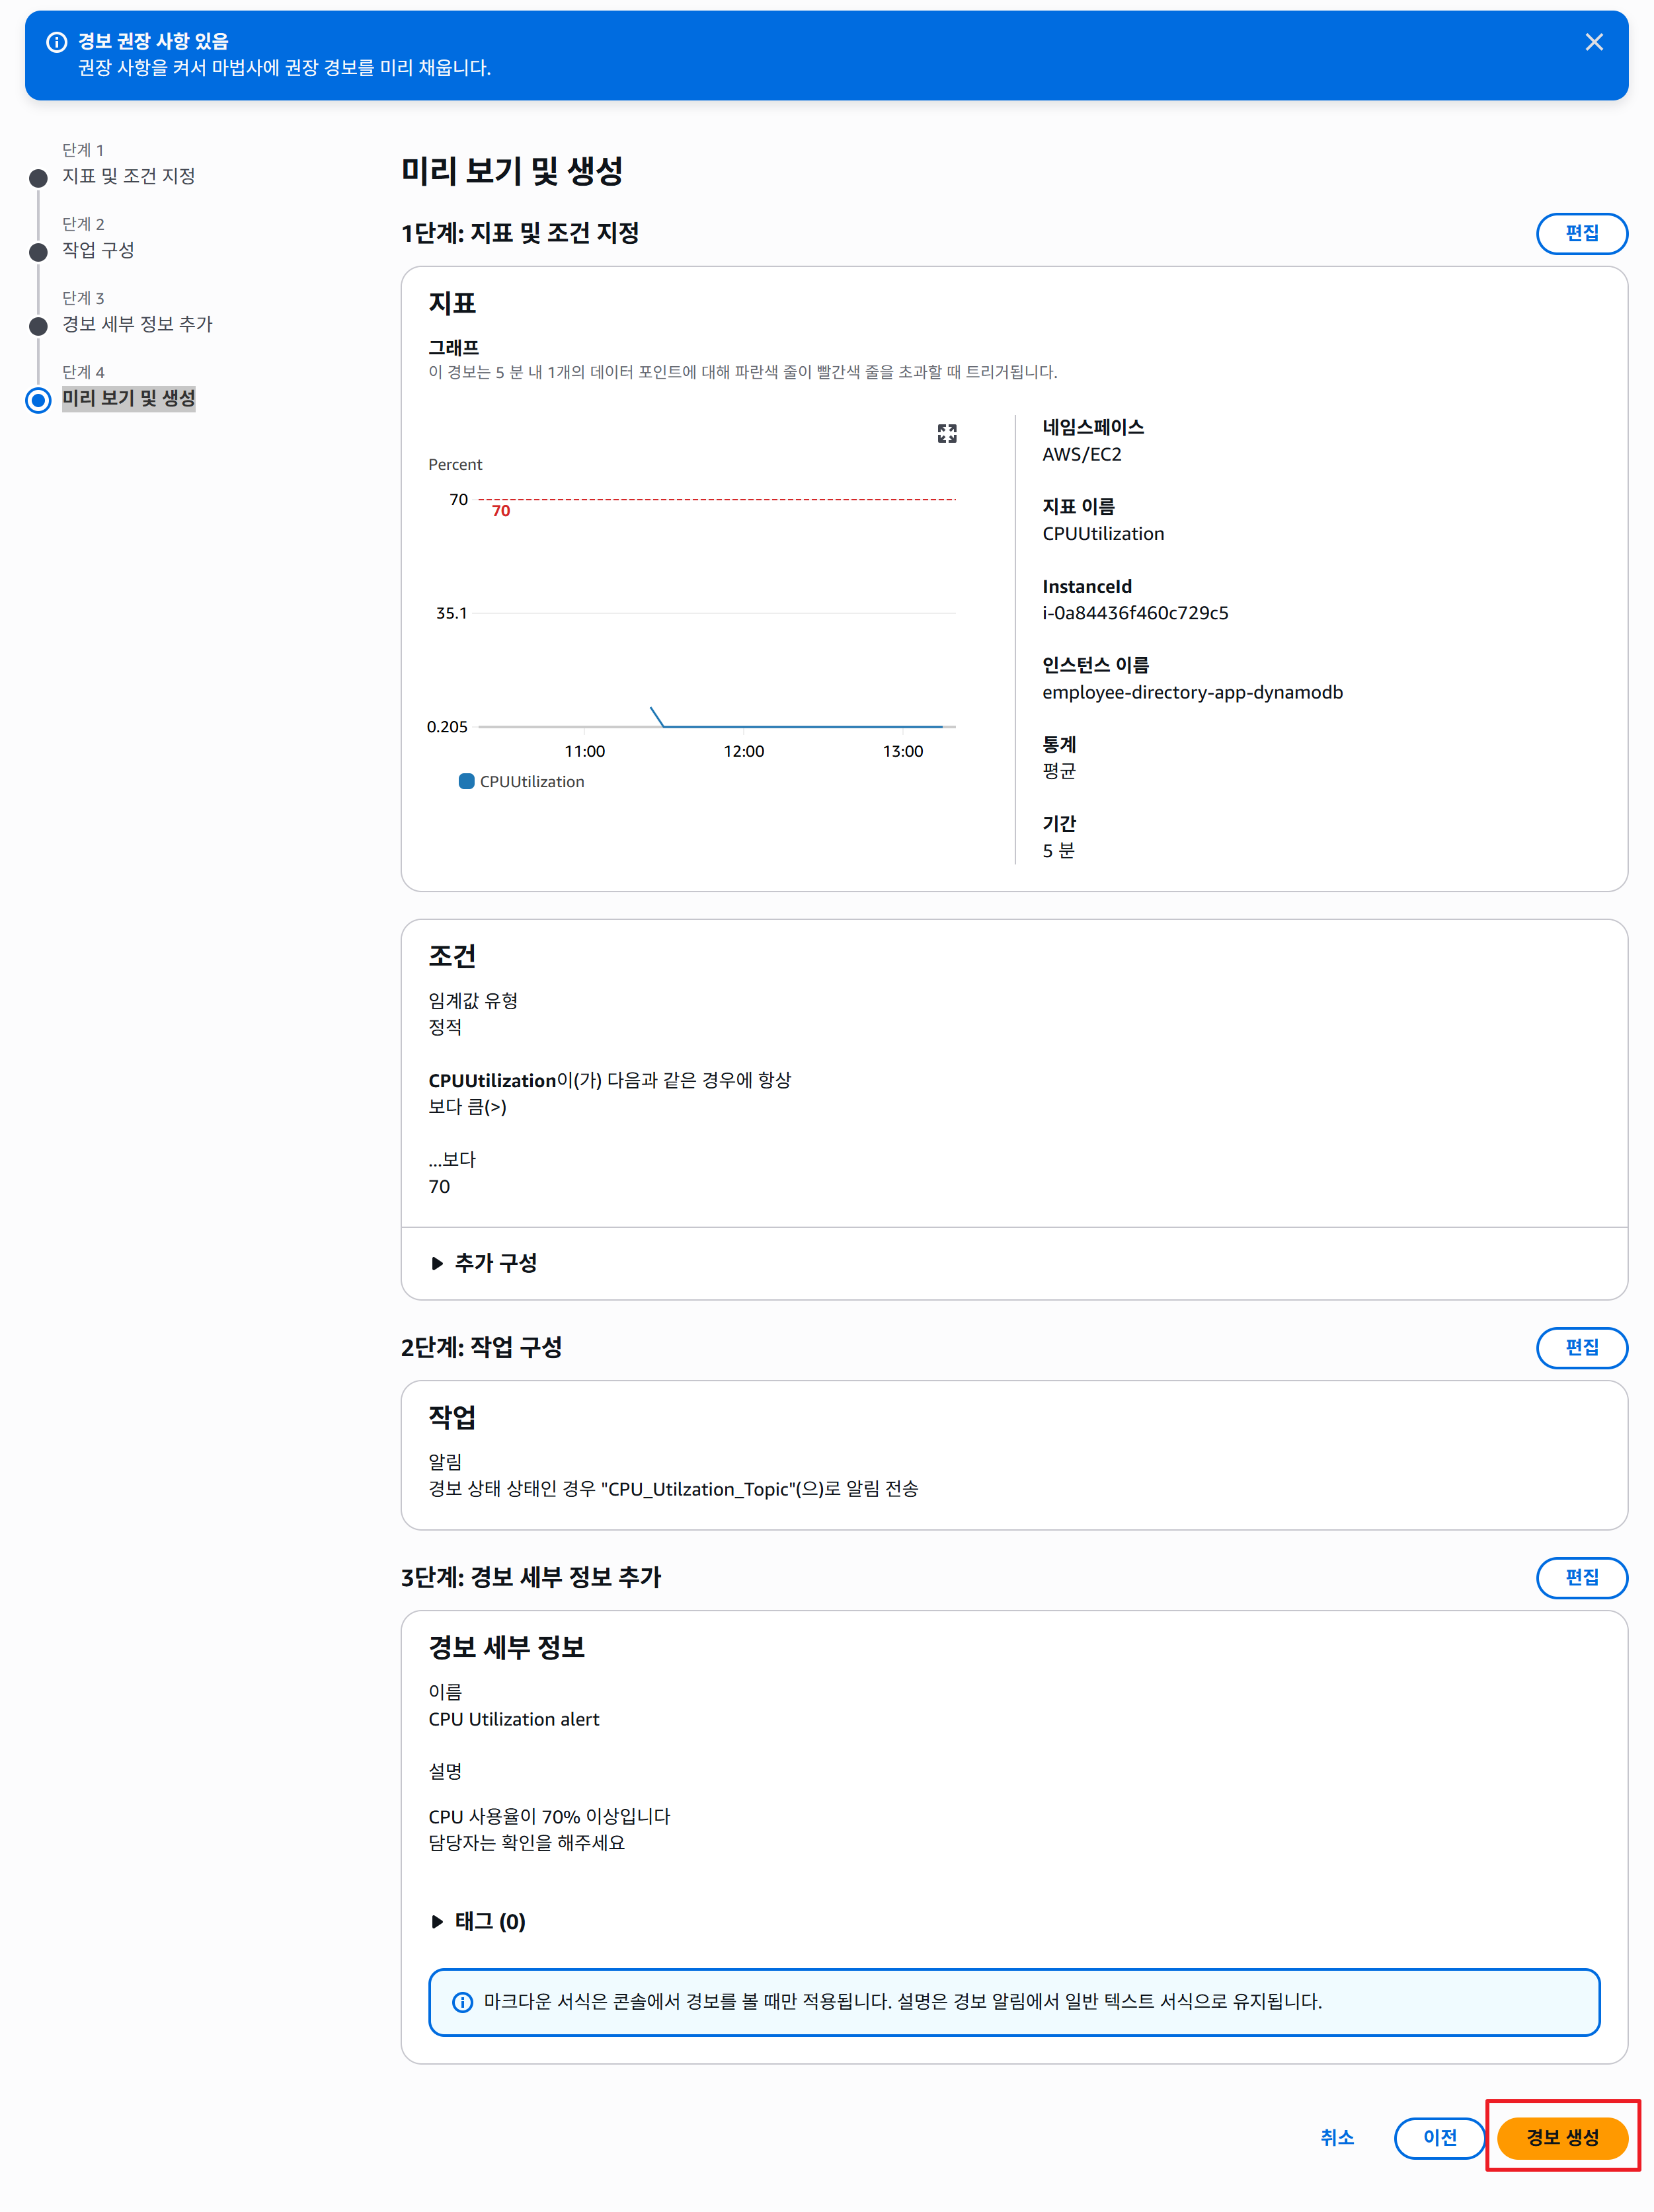 경보 권장 사항 있음
권장 사항을 켜서 마법사에 권장 경보를 미리 채웁니다.
단계 1
지표 및 조건 지정
단계 2
작업 구성
단계 3
경보 세부 정보 추가
단계 4
미리 보기 및 생성
미리 보기 및 생성
1단계: 지표 및 조건 지정
편집
지표
그래프
이 경보는 5 분 내 1개의 데이터 포인트에 대해 파란색 줄이 빨간색 줄을 초과할 때 트리거됩니다.
Percent
70
70
35.1
0.205
11:00
12:00
13:00
CPUUtilization
네임스페이스
AWS/EC2
지표 이름
CPUUtilization
InstanceId
i-0a84436f460c729c5
인스턴스 이름
employee-directory-app-dynamodb
통계
평균
기간
5 분
조건
임계값 유형
정적
CPUUtilization이(가) 다음과 같은 경우에 항상
보다 큼(>)
...보다
70
추가 구성
2단계: 작업 구성
편집
작업
알림
경보 상태 상태인 경우 "CPU_Utilzation_Topic"(으)로 알림 전송
3단계: 경보 세부 정보 추가
편집
경보 세부 정보
이름
CPU Utilization alert
설명
CPU 사용율이 70% 이상입니다
담당자는 확인을 해주세요
태그 (0)
마크다운 서식은 콘솔에서 경보를 볼 때만 적용됩니다. 설명은 경보 알림에서 일반 텍스트 서식으로 유지됩니다.
취소
이전
경보 생성